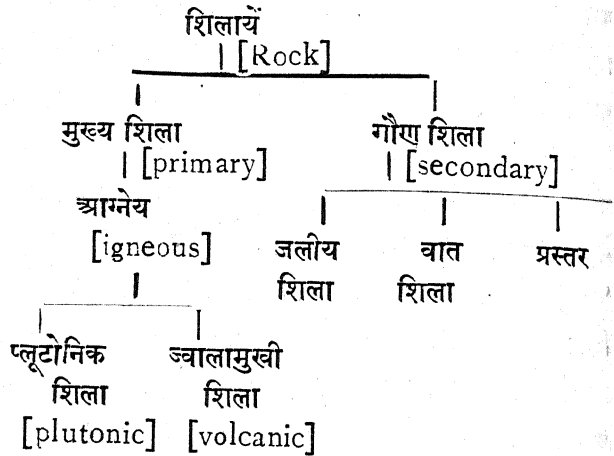 शिलायें
[Rock]
मुख्य शिला गौण शिला
[primary] [secondary]
आग्नेय
[igneous] जलीय वात प्रस्तर
शिला शिला
प्लूटोनिक ज्वालामुखी
शिला शिला
[plutonic] [volcanic]